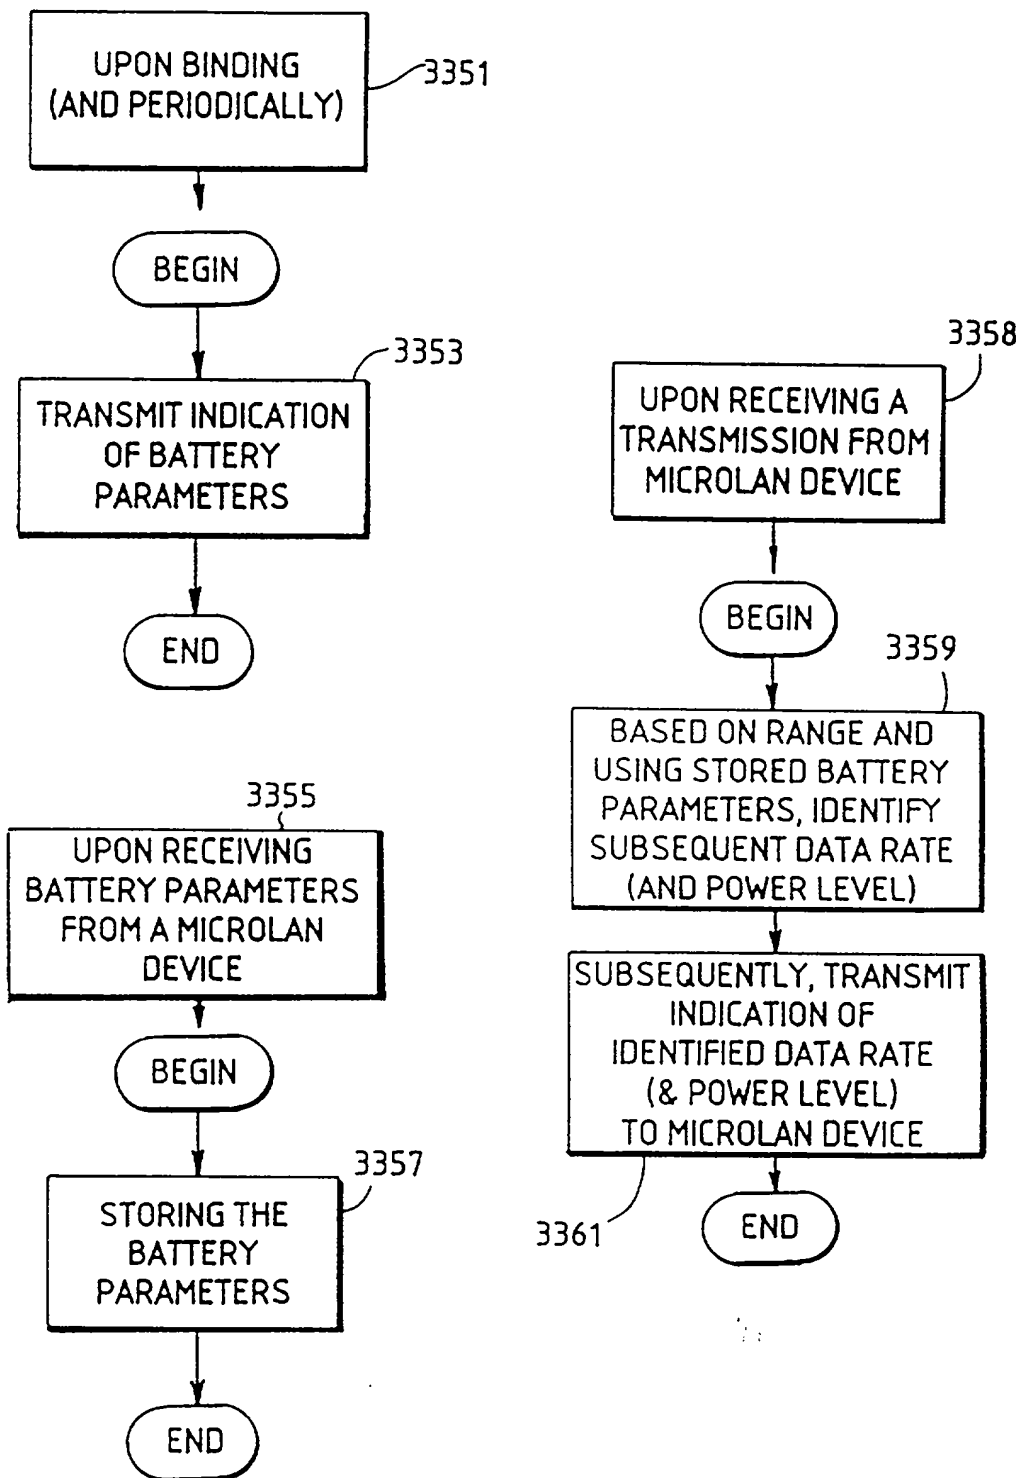 UPON BINDING
(AND PERIODICALLY)
3351
BEGIN
3353
TRANSMIT INDICATION
OF BATTERY
PARAMETERS
END
3355
UPON RECEIVING
BATTERY PARAMETERS
FROM A MICROLAN
DEVICE
BEGIN
3357
STORING THE
BATTERY
PARAMETERS
END
3358
UPON RECEIVING A
TRANSMISSION FROM
MICROLAN DEVICE
BEGIN
3359
BASED ON RANGE AND
USING STORED BATTERY
PARAMETERS, IDENTIFY
SUBSEQUENT DATA RATE
(AND POWER LEVEL)
SUBSEQUENTLY, TRANSMIT
INDICATION OF
IDENTIFIED DATA RATE
(& POWER LEVEL)
TO MICROLAN DEVICE
3361
END